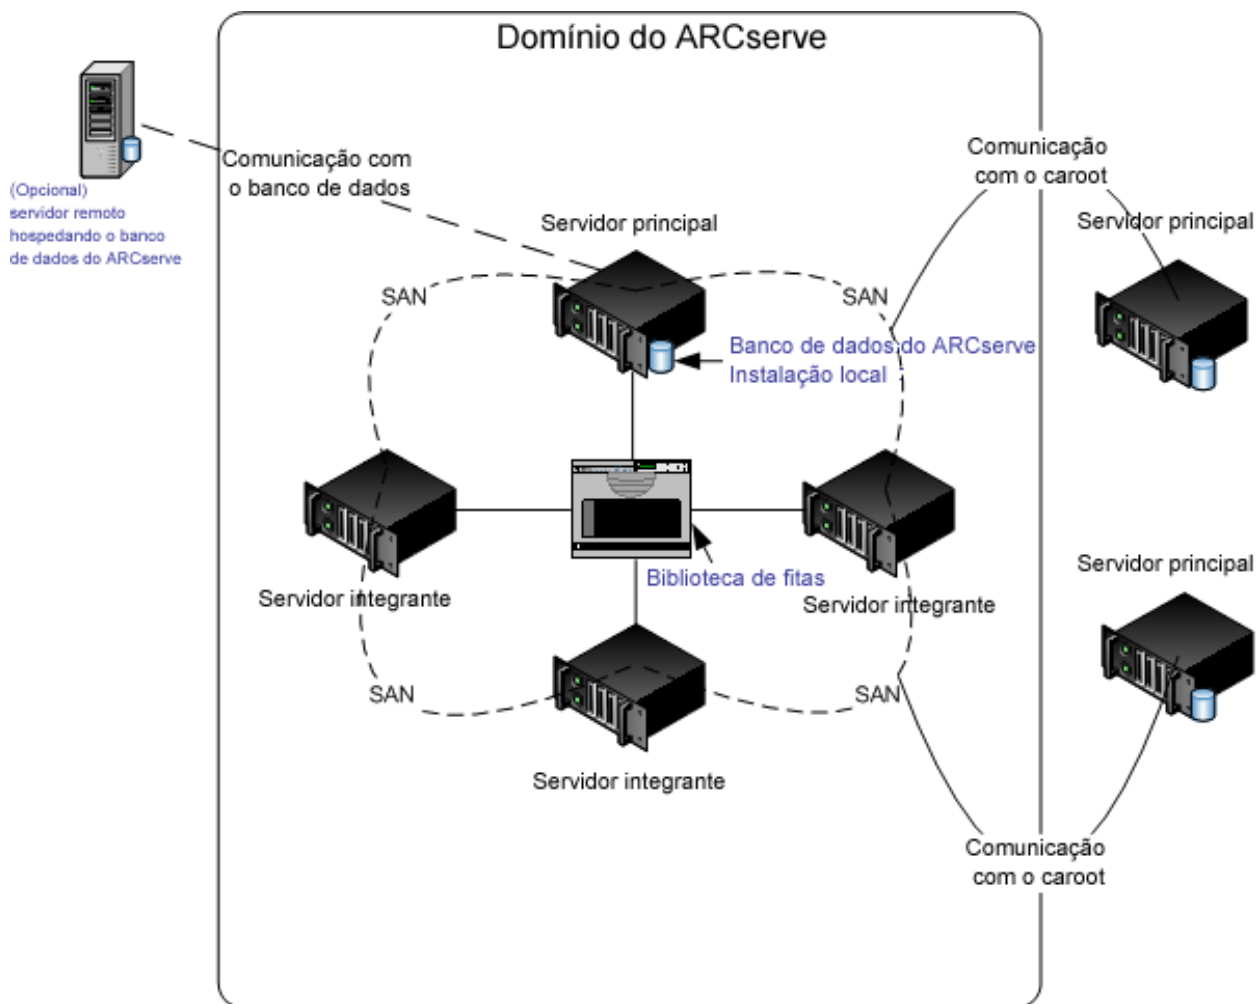 Domínio do ARCserve
(Opcional)
servidor remoto
hospedando o banco
de dados do ARCserve
Comunicação com
o banco de dados
Servidor principal
SAN
SAN
Banco de dados do ARCserve
Instalação local
Comunicação
com o caroot
Servidor principal
Servidor integrante
Biblioteca de fitas
Servidor integrante
Servidor principal
SAN
SAN
Servidor integrante
Comunicação
com o caroot